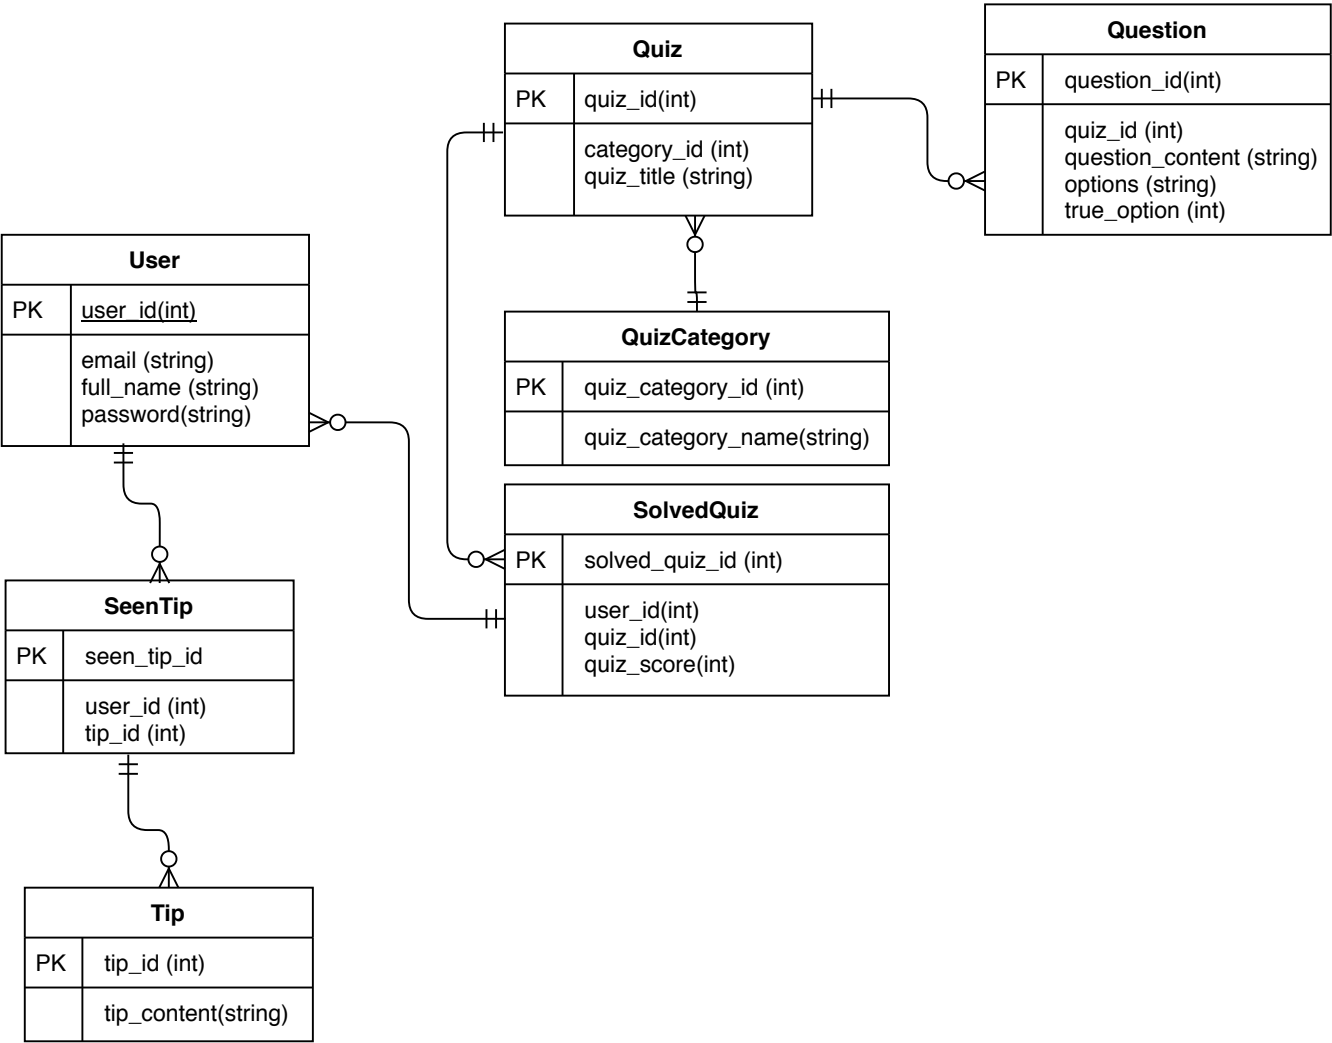 Quiz
PK quiz_id(int)
category_id (int)
quiz_title (string)
Question
PK question_id(int)
quiz_id (int)
question_content (string)
options (string)
true_option (int)
User
PK user_id(int)
email (string)
full_name (string)
password(string)
QuizCategory
PK quiz_category_id (int)
quiz_category_name(string)
SolvedQuiz
PK solved_quiz_id (int)
user_id(int)
quiz_id(int)
quiz_score(int)
SeenTip
PK seen_tip_id
user_id (int)
tip_id (int)
Tip
PK tip_id (int)
tip_content(string)